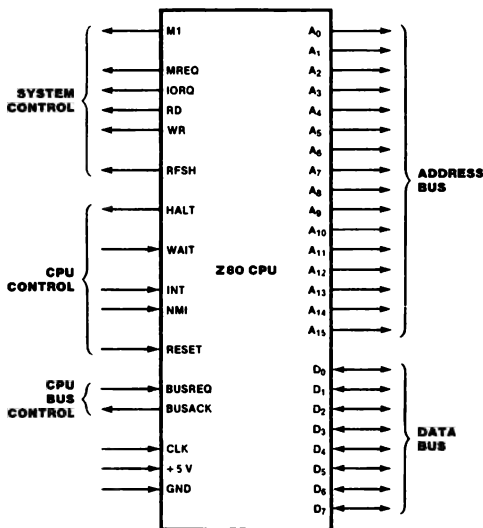 SYSTEM
CONTROL
M1
MREQ
IORQ
RD
WR
RFSH
CPU
CONTROL
HALT
WAIT
INT
NMI
RESET
CPU
BUS
CONTROL
BUSREQ
BUSACK
CLK
+5 V
GND
Z80 CPU
A₀
A₁
A₂
A₃
A₄
A₅
A₆
A₇
A₈
A₉
A₁₀
A₁₁
A₁₂
A₁₃
A₁₄
A₁₅
ADDRESS
BUS
D₀
D₁
D₂
D₃
D₄
D₅
D₆
D₇
DATA
BUS